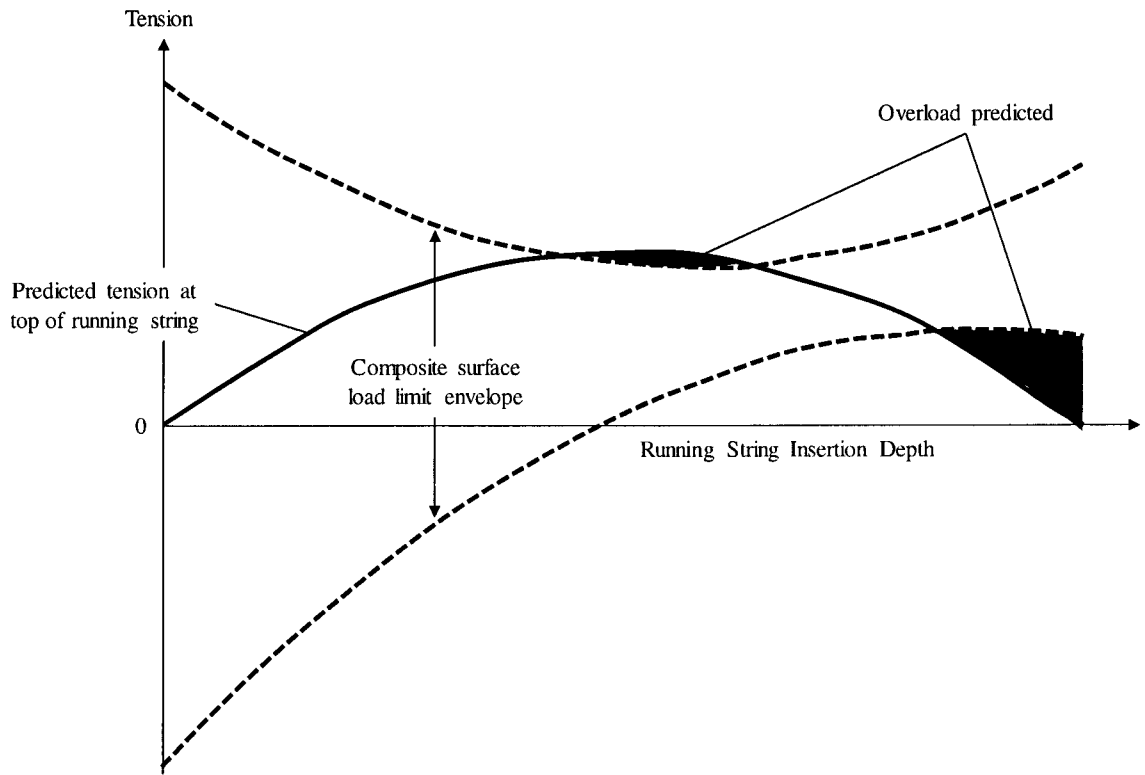 Tension
Overload predicted
Predicted tension at
top of running string
Composite surface
load limit envelope
0
Running String Insertion Depth